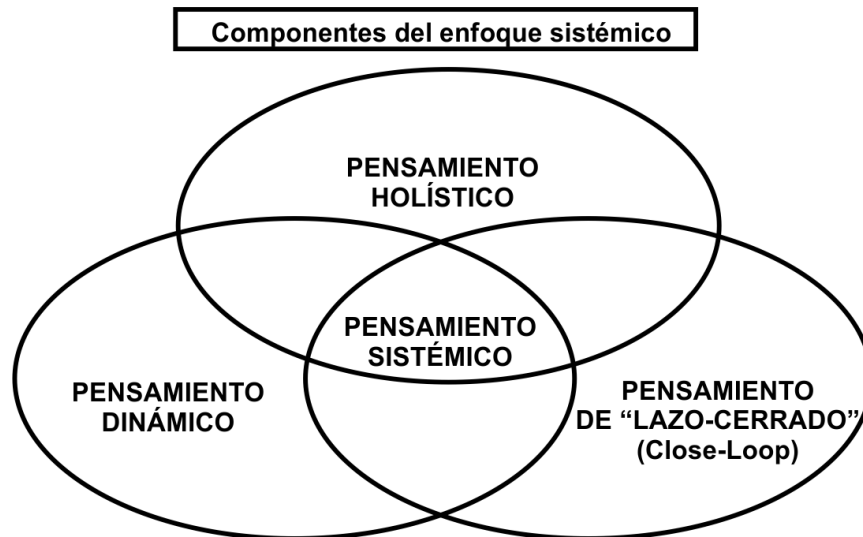 Componentes del enfoque sistémico
PENSAMIENTO
HOLÍSTICO
PENSAMIENTO
SISTÉMICO
PENSAMIENTO
DINÁMICO
PENSAMIENTO
DE “LAZO-CERRADO”
(Close-Loop)